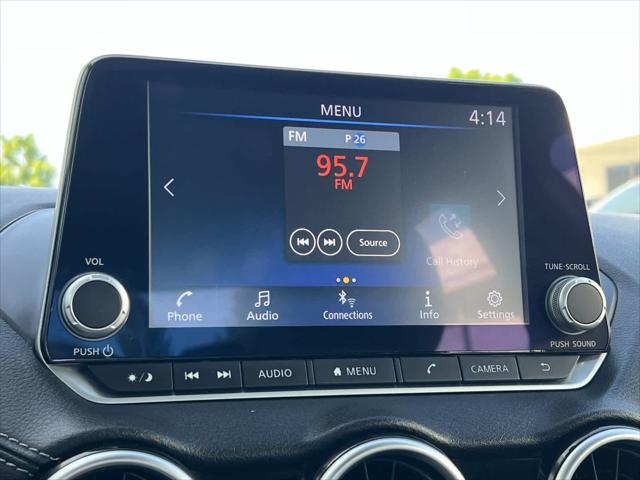 MENU
4:14
FM P 26
95.7
FM
Source
Call History
Phone Audio Connections Info Settings
VOL
PUSH
TUNE·SCROLL
PUSH SOUND
AUDIO MENU CAMERA